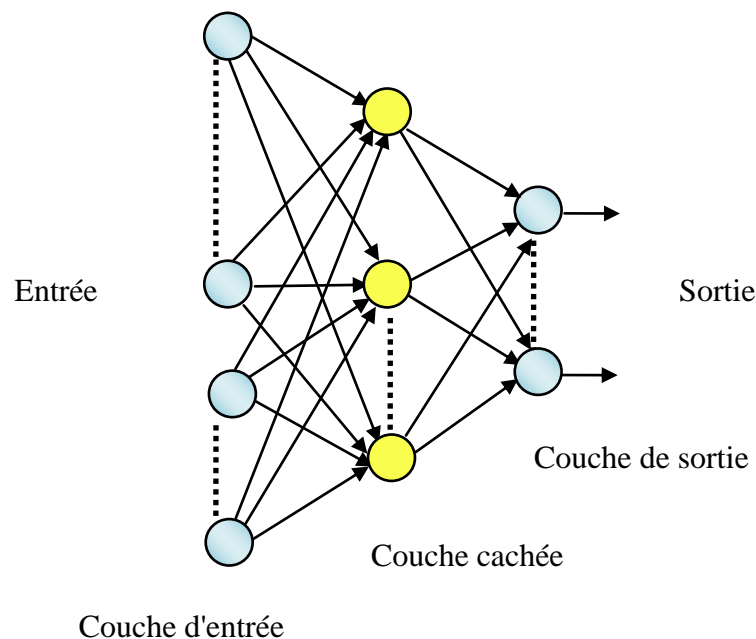 Entrée
Sortie
Couche de sortie
Couche cachée
Couche d'entrée